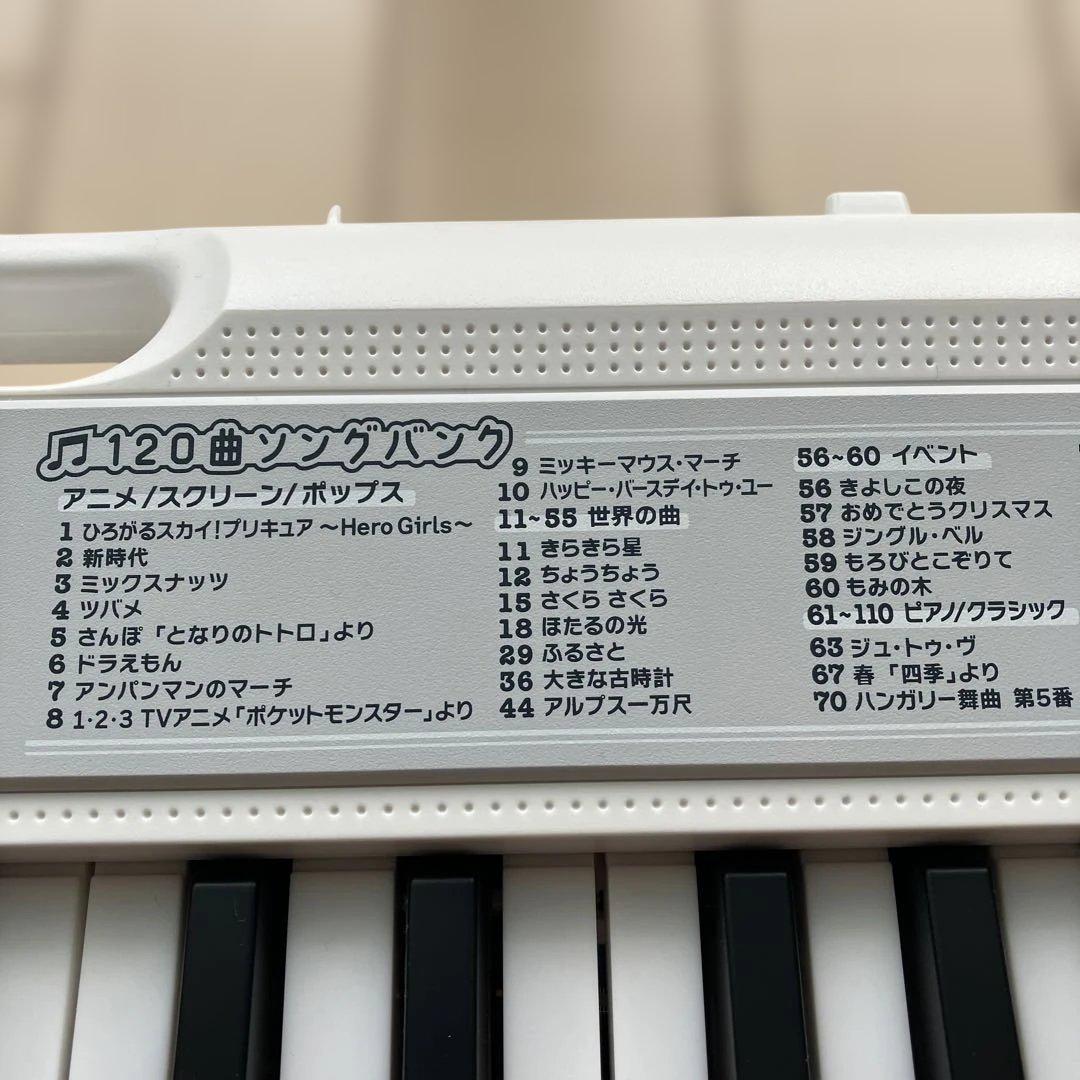 120曲ソングバンク
アニメ/スクリーン/ポップス
1 ひろがるスカイ!プリキュア ～Hero Girls～
2 新時代
3 ミックスナッツ
4 ツバメ
5 さんぽ「となりのトトロ」より
6 ドラえもん
7 アンパンマンのマーチ
8 1・2・3 TVアニメ「ポケットモンスター」より
9 ミッキーマウス・マーチ
10 ハッピー・バースデイ・トゥ・ユー
11~55 世界の曲
11 きらきら星
12 ちょうちょう
15 さくら さくら
18 ほたるの光
29 ふるさと
36 大きな古時計
44 アルプス一万尺
56~60 イベント
56 きよしこの夜
57 おめでとうクリスマス
58 ジングル・ベル
59 もろびとこぞりて
60 もみの木
61~110 ピアノ/クラシック
63 ジュ・トゥ・ヴ
67 春「四季」より
70 ハンガリー舞曲 第5番